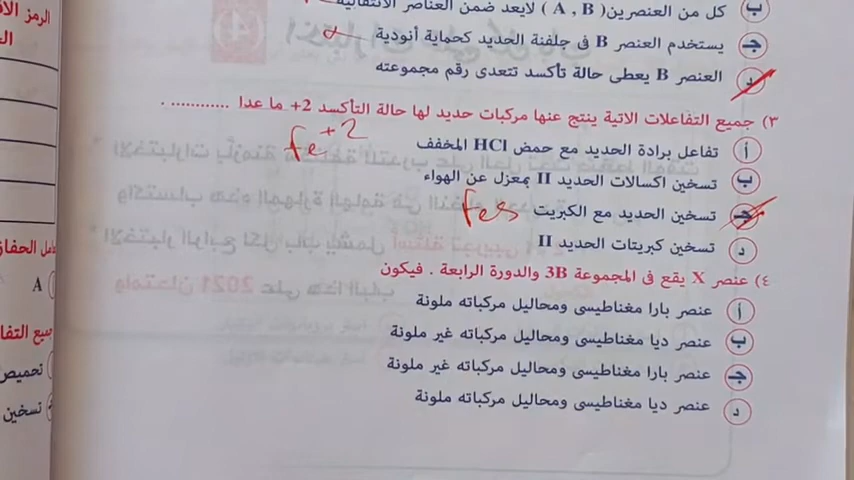 ب كل من العنصرين ( A , B ) لايعد ضمن العناصر الانتقالية
ج يستخدم العنصر B فى جلفنة الحديد كحماية أنودية
د العنصر B يعطى حالة تأكسد تتعدى رقم مجموعته
٣) جميع التفاعلات الاتية ينتج عنها مركبات حديد لها حالة التأكسد 2+ ما عدا ............ .
fe+2
أ تفاعل برادة الحديد مع حمض HCl المخفف
ب تسخين اكسالات الحديد II بمعزل عن الهواء
ج تسخين الحديد مع الكبريت
fes
د تسخين كبريتات الحديد II
٤) عنصر X يقع فى المجموعة 3B والدورة الرابعة . فيكون
أ عنصر بارا مغناطيسى ومحاليل مركباته ملونة
ب عنصر ديا مغناطيسى ومحاليل مركباته غير ملونة
ج عنصر بارا مغناطيسى ومحاليل مركباته غير ملونة
د عنصر ديا مغناطيسى ومحاليل مركباته ملونة
الرمز
A
تسخين